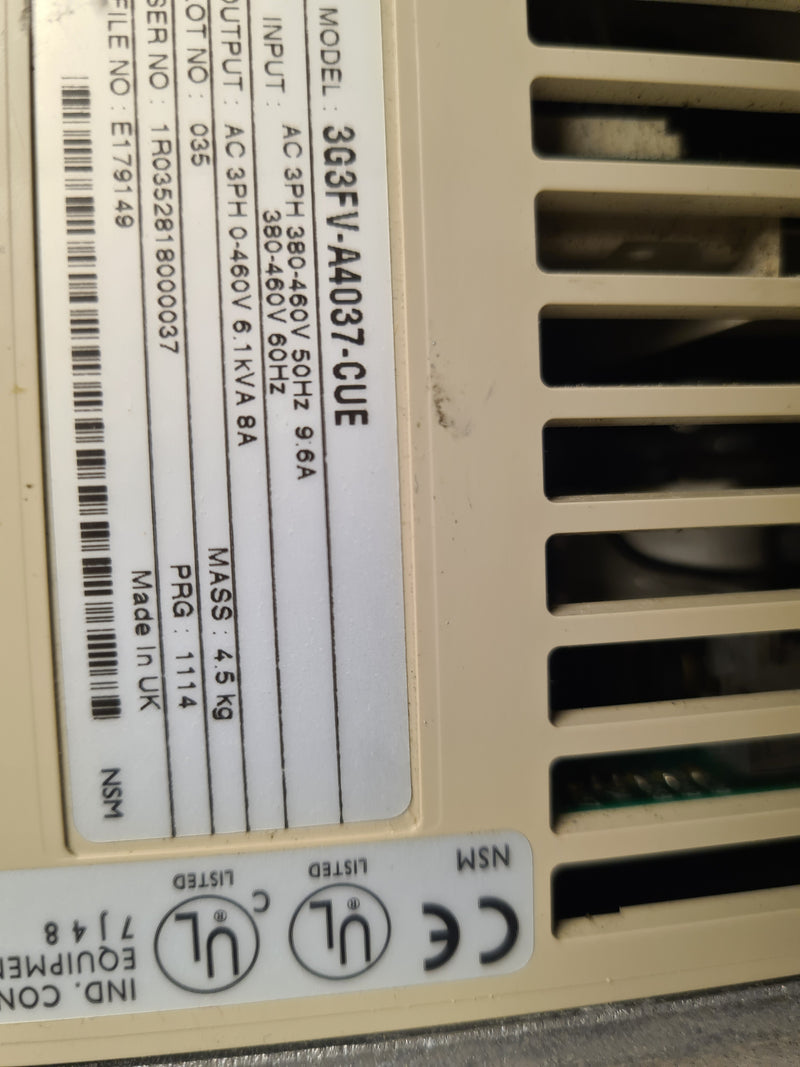 MODEL : 3G3FV-A4037-CUE
INPUT : AC 3PH 380-460V 50Hz 9.6A
380-460V 60Hz
OUTPUT : AC 3PH 0-460V 6.1kVA 8A
MASS : 4.5 kg
LOT NO : 035
PRG : 1114
SER NO : 1R0352818000037
Made In UK
FILE NO : E179149
NSM
NSM
CE
LISTED
UL®
C
LISTED
UL®
7J48
IND. CON
EQUIPME